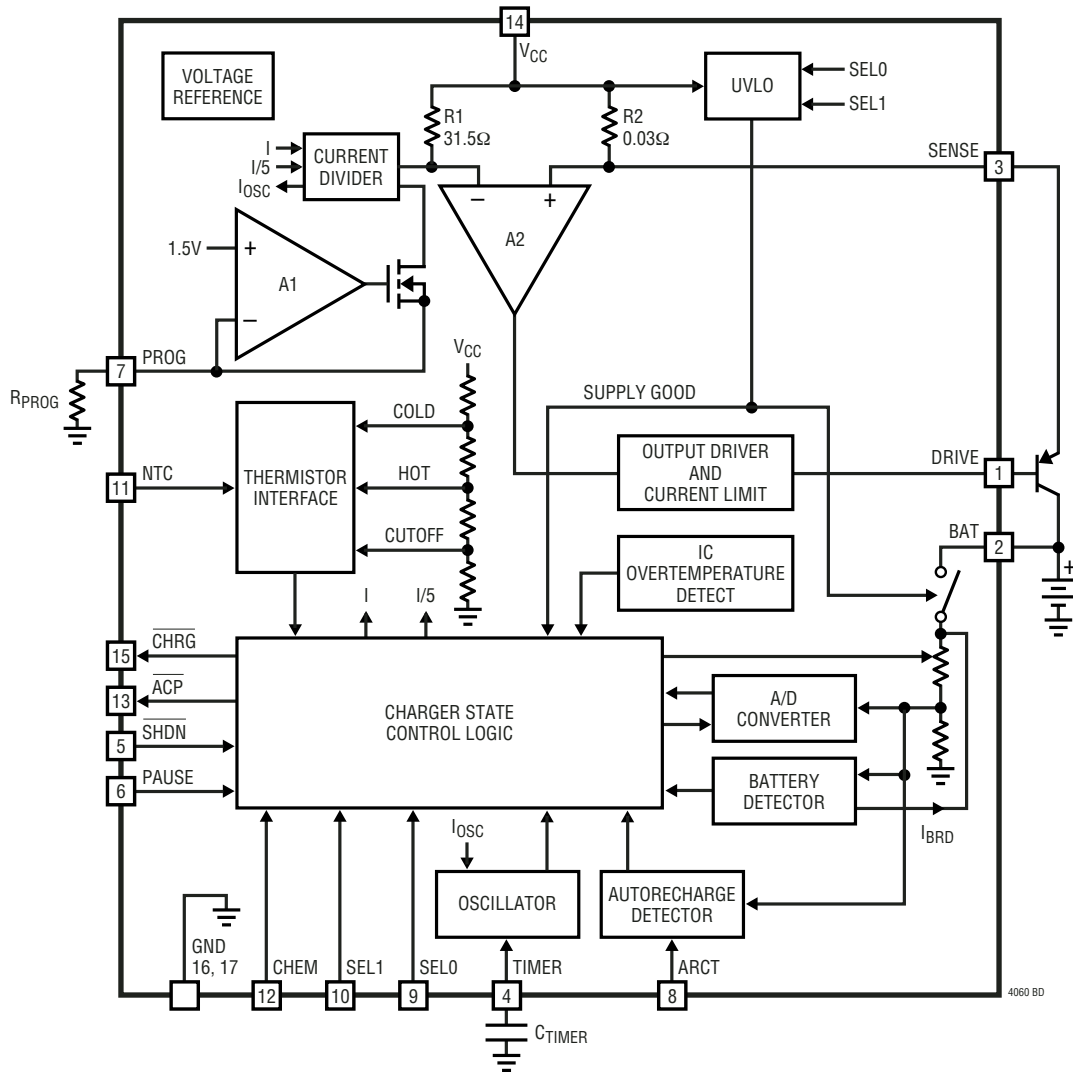 14
VCC
VOLTAGE
REFERENCE
R1
31.5Ω
R2
0.03Ω
UVLO
SEL0
SEL1
I
I/5
IOSC
CURRENT
DIVIDER
SENSE
3
1.5V
+
−
A1
−
+
A2
7
PROG
RPROG
VCC
COLD
HOT
CUTOFF
THERMISTOR
INTERFACE
11
NTC
SUPPLY GOOD
OUTPUT DRIVER
AND
CURRENT LIMIT
DRIVE
1
BAT
2
+
IC
OVERTEMPERATURE
DETECT
I
I/5
15
CHRG
13
ACP
5
SHDN
6
PAUSE
CHARGER STATE
CONTROL LOGIC
A/D
CONVERTER
BATTERY
DETECTOR
IBRD
IOSC
OSCILLATOR
AUTORECHARGE
DETECTOR
GND
16, 17
CHEM
12
SEL1
10
SEL0
9
TIMER
4
ARCT
8
CTIMER
4060 BD